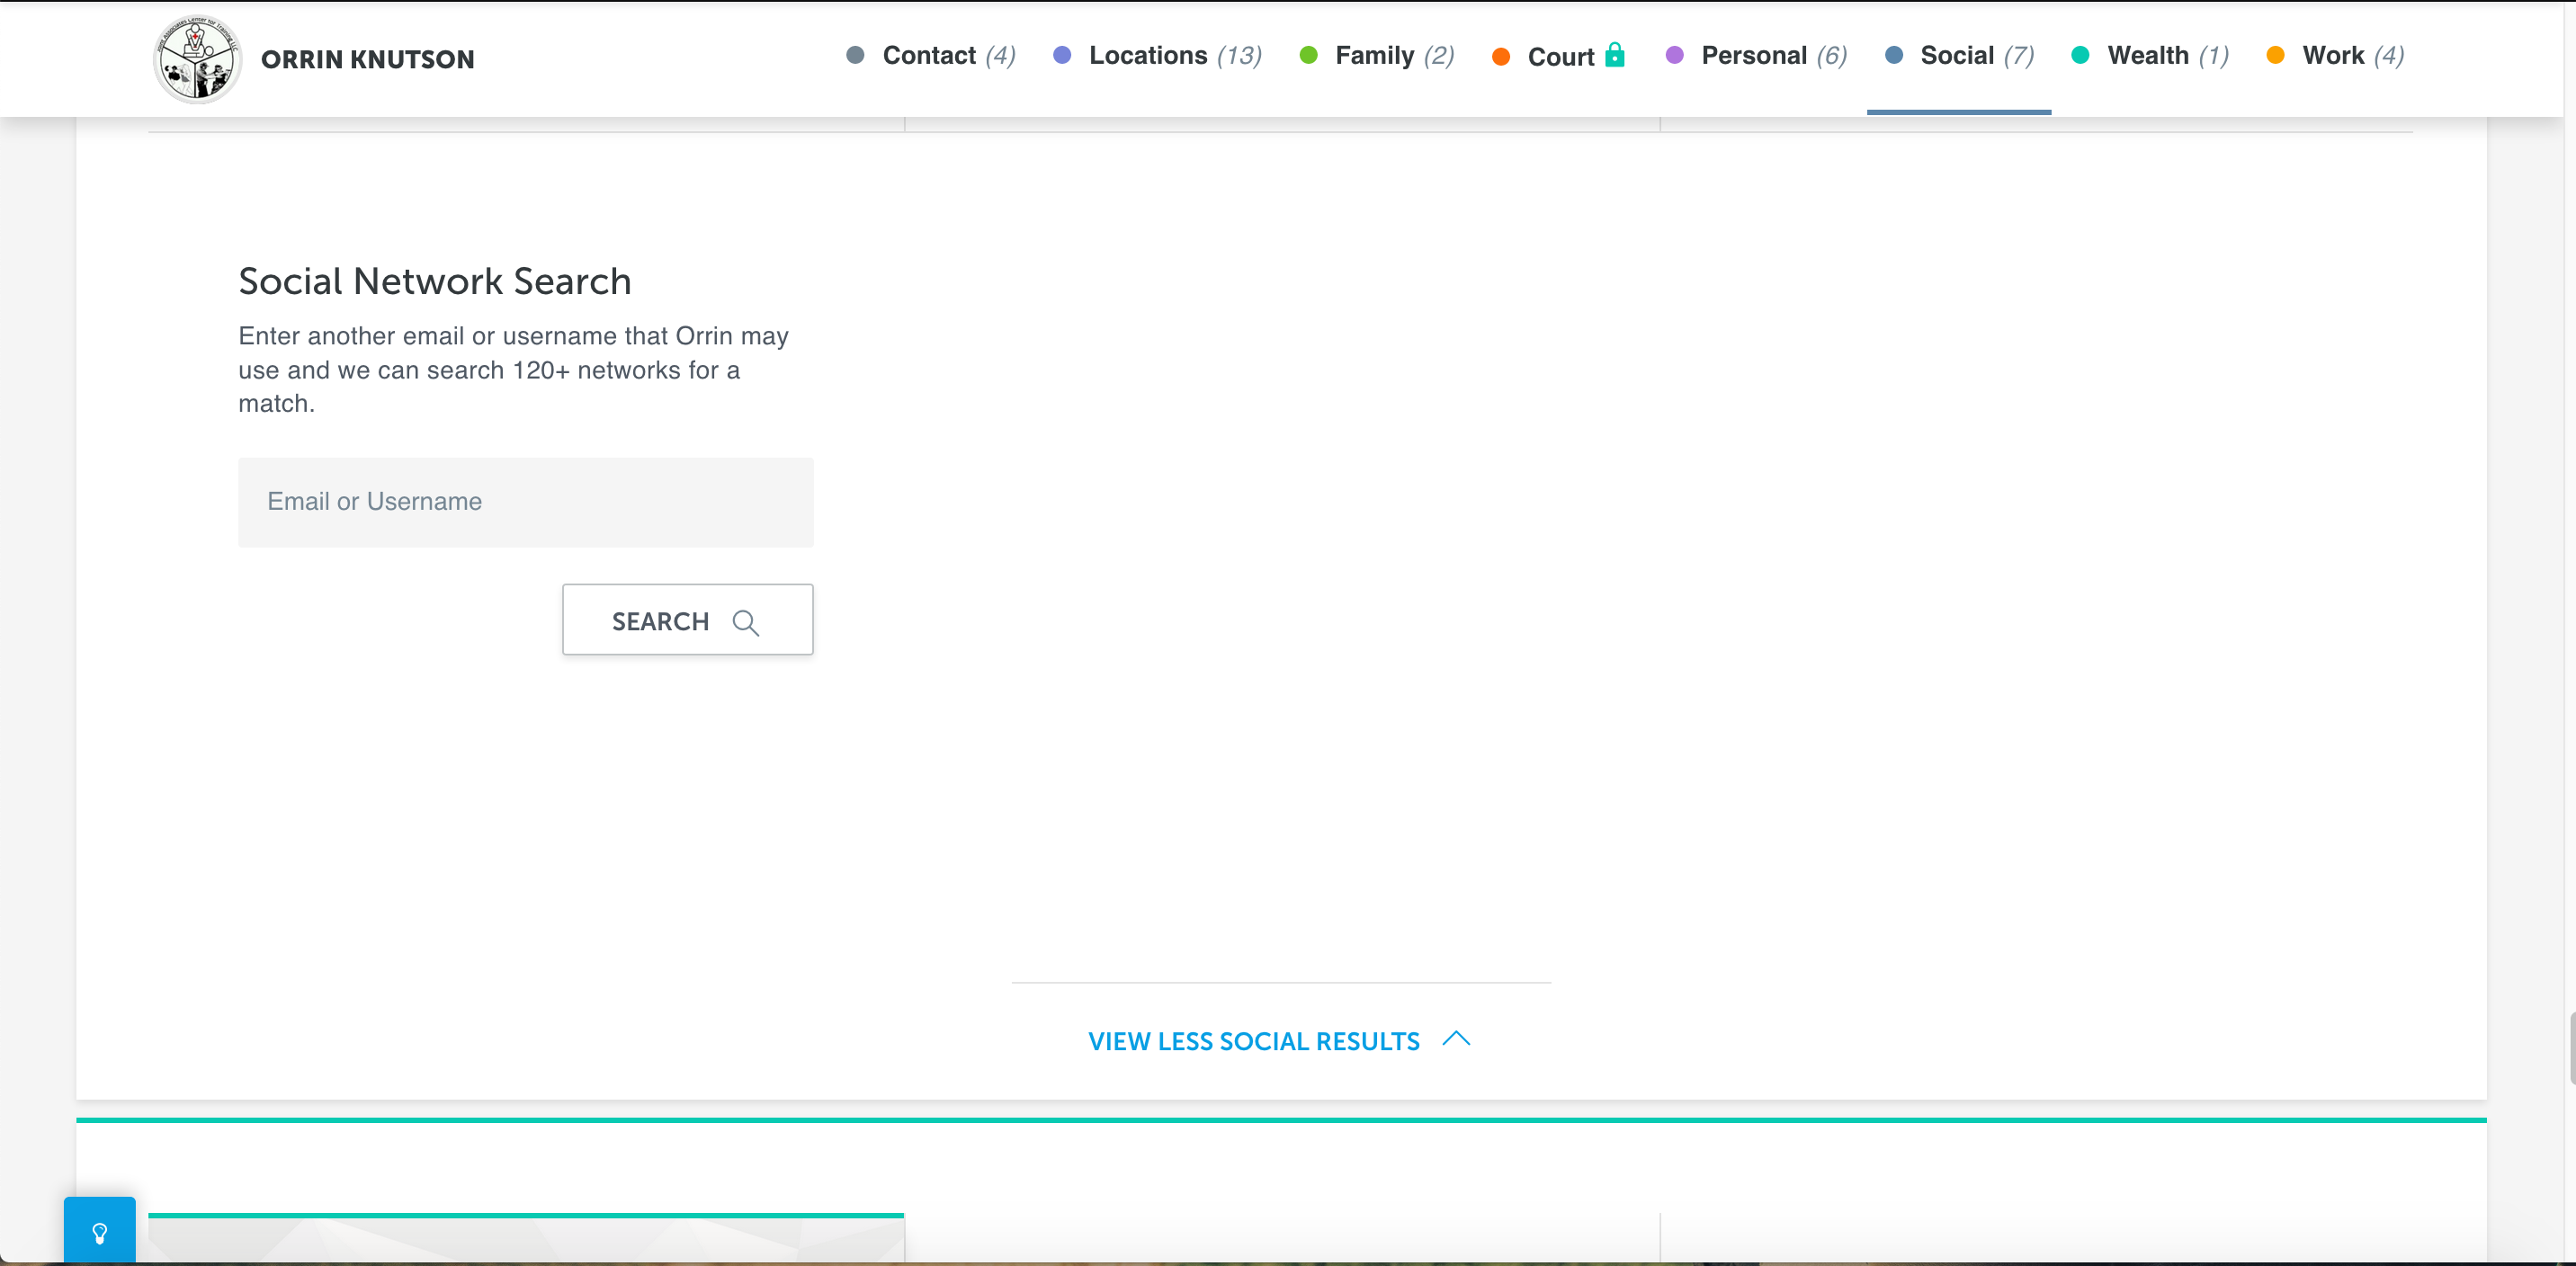 ORRIN KNUTSON
Contact (4) Locations (13) Family (2) Court Personal (6) Social (7) Wealth (1) Work (4)
Social Network Search
Enter another email or username that Orrin may
use and we can search 120+ networks for a
match.
Email or Username
SEARCH
VIEW LESS SOCIAL RESULTS